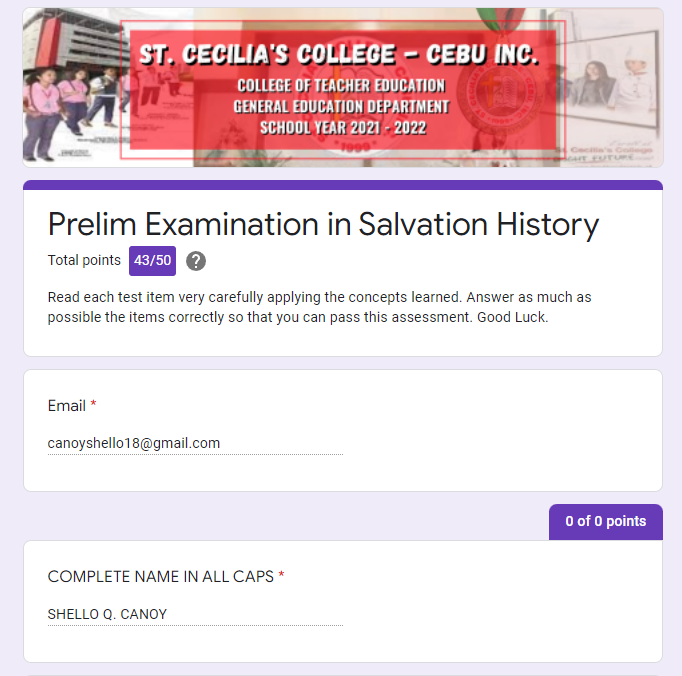 ST. CECILIA'S COLLEGE – CEBU INC.
COLLEGE OF TEACHER EDUCATION
GENERAL EDUCATION DEPARTMENT
SCHOOL YEAR 2021 - 2022
1999
St. Cecilia's College
Prelim Examination in Salvation History
Total points 43/50 ?
Read each test item very carefully applying the concepts learned. Answer as much as
possible the items correctly so that you can pass this assessment. Good Luck.
Email *
canoyshello18@gmail.com
0 of 0 points
COMPLETE NAME IN ALL CAPS *
SHELLO Q. CANOY